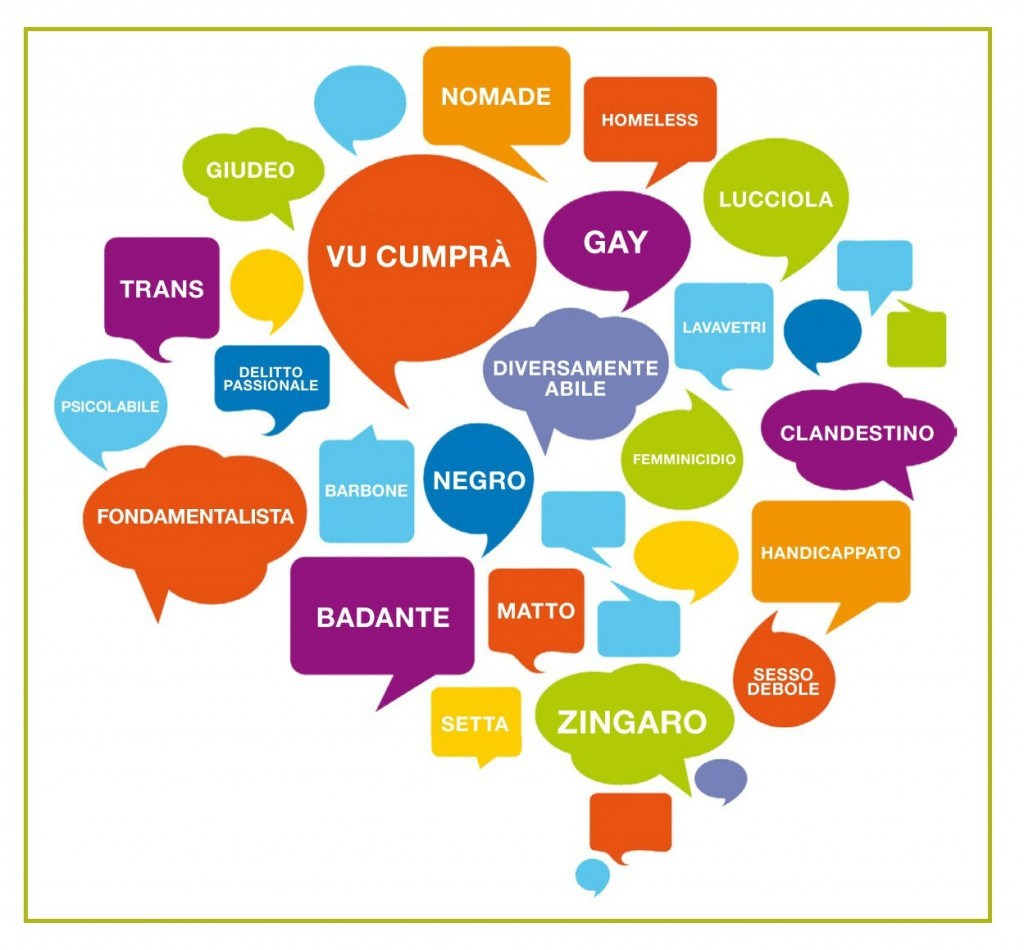 NOMADE
HOMELESS
GIUDEO
LUCCIOLA
VU CUMPRÀ
GAY
TRANS
LAVAVETRI
DELITTO
PASSIONALE
DIVERSAMENTE
ABILE
PSICOLABILE
CLANDESTINO
FEMMINICIDIO
BARBONE
NEGRO
FONDAMENTALISTA
HANDICAPPATO
BADANTE
MATTO
SESSO
DEBOLE
SETTA
ZINGARO